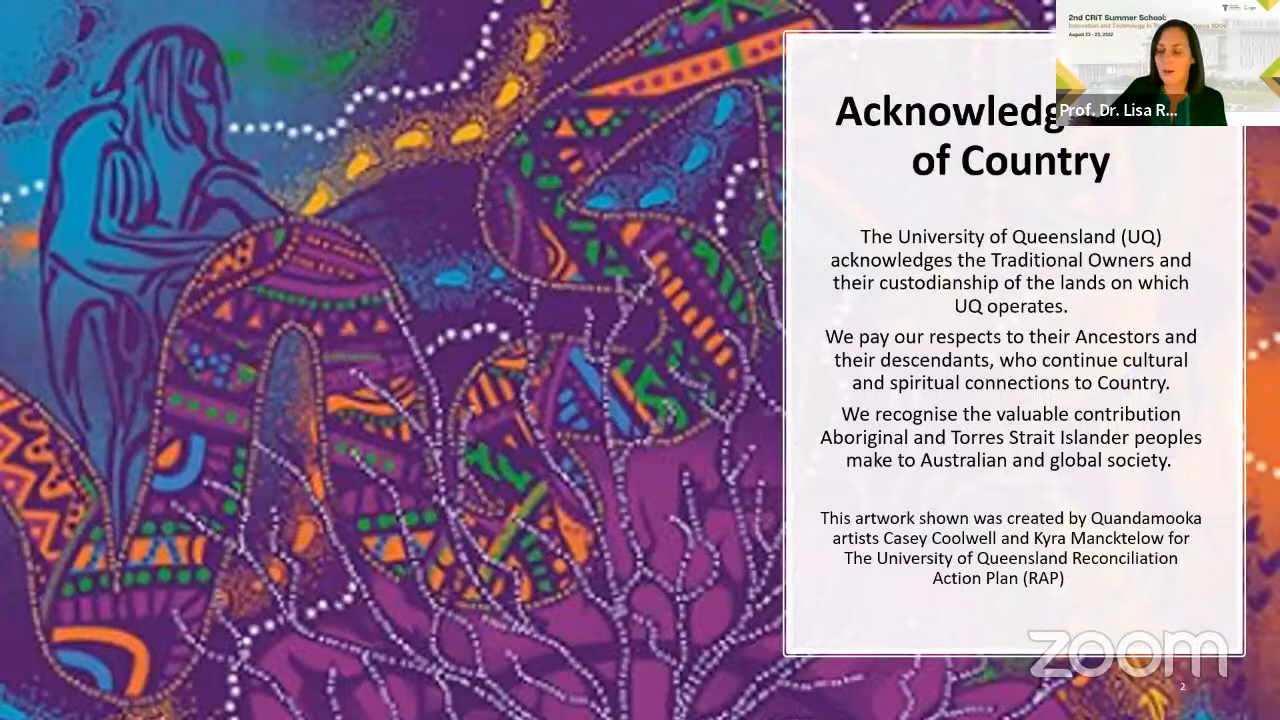 2nd CRiT Summer School:
August 23 - 25, 2022
Prof. Dr. Lisa R...
Acknowledg
of Country
The University of Queensland (UQ)
acknowledges the Traditional Owners and
their custodianship of the lands on which
UQ operates.
We pay our respects to their Ancestors and
their descendants, who continue cultural
and spiritual connections to Country.
We recognise the valuable contribution
Aboriginal and Torres Strait Islander peoples
make to Australian and global society.
This artwork shown was created by Quandamooka
artists Casey Coolwell and Kyra Mancktelow for
The University of Queensland Reconciliation
Action Plan (RAP)
zoom
2